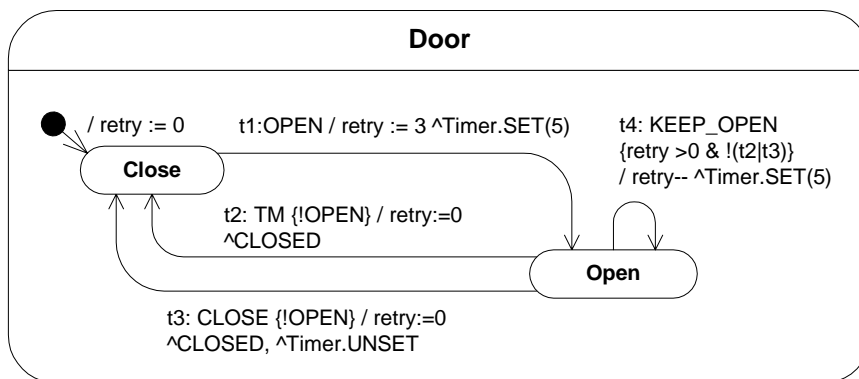 Door
/ retry := 0
t1:OPEN / retry := 3 ^Timer.SET(5)
t4: KEEP_OPEN
{retry >0 & !(t2|t3)}
/ retry-- ^Timer.SET(5)
Close
t2: TM {!OPEN} / retry:=0
^CLOSED
Open
t3: CLOSE {!OPEN} / retry:=0
^CLOSED, ^Timer.UNSET